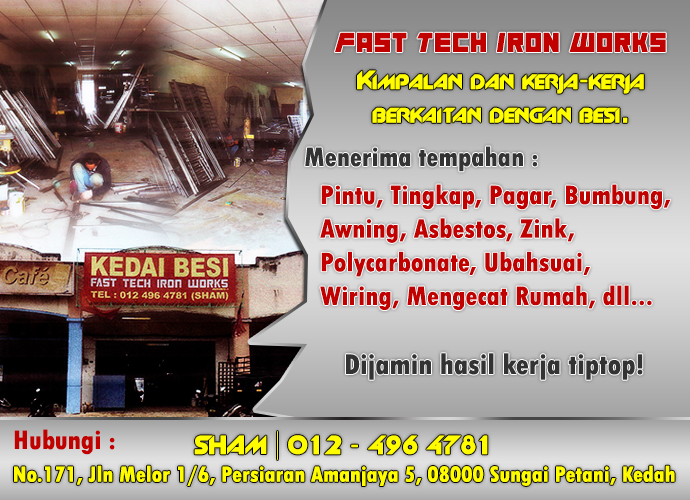 FAST TECH IRON WORKS
KIMPALAN DAN KERJA-KERJA
BERKAITAN DENGAN BESI.
Menerima tempahan :
Pintu, Tingkap, Pagar, Bumbung,
Awning, Asbestos, Zink,
Polycarbonate, Ubahsuai,
Wiring, Mengecat Rumah, dll...
Dijamin hasil kerja tiptop!
Café
KEDAI BESI
FAST TECH IRON WORKS
TEL : 012 496 4781 (SHAM)
Hubungi :
SHAM | 012 - 496 4781
No.171, Jln Melor 1/6, Persiaran Amanjaya 5, 08000 Sungai Petani, Kedah